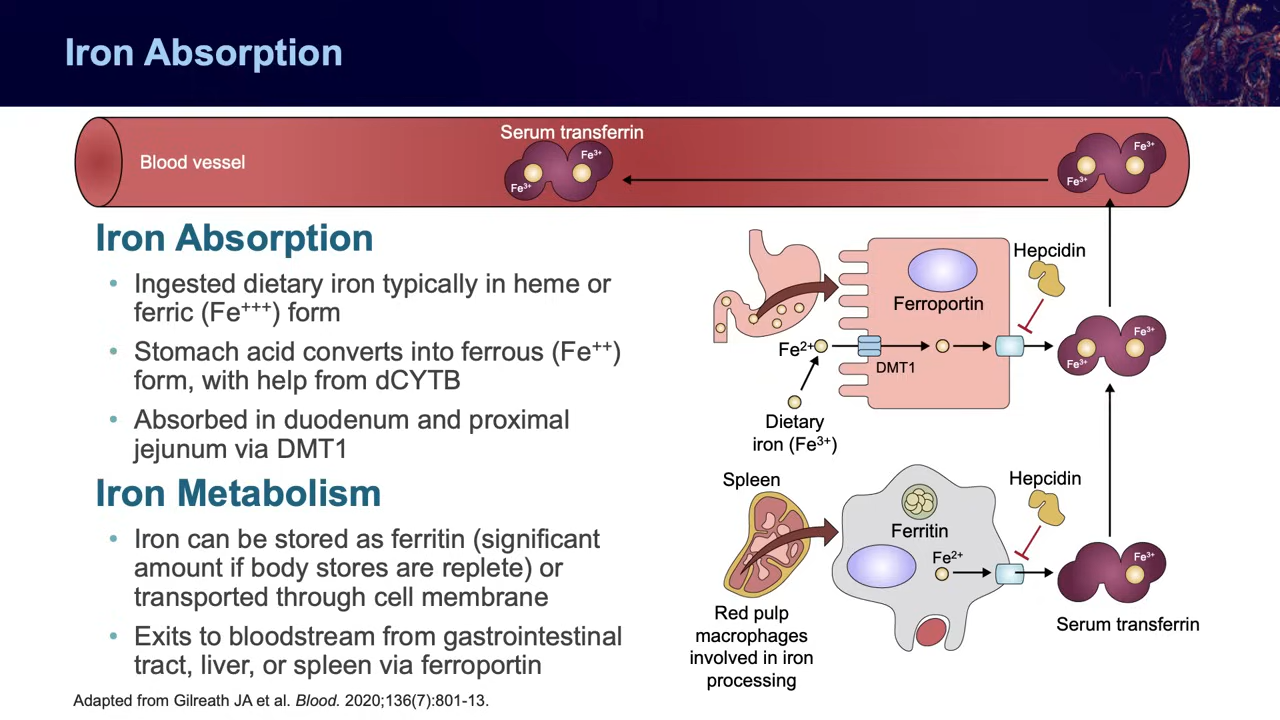 Iron Absorption
Serum transferrin
Blood vessel
Fe³⁺
Fe³⁺
Fe³⁺
Fe³⁺
Iron Absorption
• Ingested dietary iron typically in heme or
ferric (Fe⁺⁺⁺) form
• Stomach acid converts into ferrous (Fe⁺⁺)
form, with help from dCYTB
• Absorbed in duodenum and proximal
jejunum via DMT1
Iron Metabolism
• Iron can be stored as ferritin (significant
amount if body stores are replete) or
transported through cell membrane
• Exits to bloodstream from gastrointestinal
tract, liver, or spleen via ferroportin
Hepcidin
Ferroportin
Fe²⁺
DMT1
Fe³⁺
Fe³⁺
Dietary
iron (Fe³⁺)
Spleen
Hepcidin
Ferritin
Fe²⁺
Fe³⁺
Red pulp
macrophages
involved in iron
processing
Serum transferrin
Adapted from Gilreath JA et al. Blood. 2020;136(7):801-13.